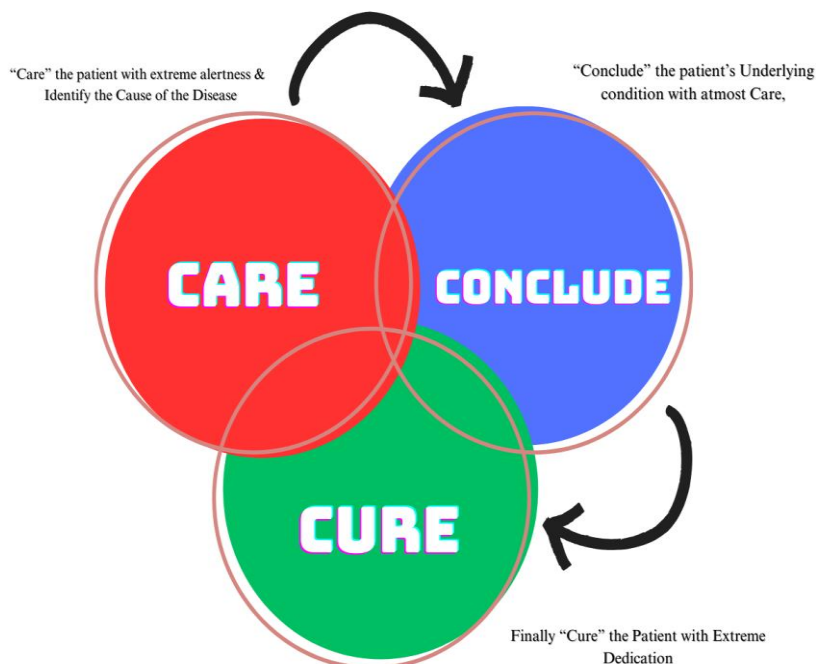 “Care” the patient with extreme alertness &
Identify the Cause of the Disease
“Conclude” the patient’s Underlying
condition with atmost Care,
CARE
CONCLUDE
CURE
Finally “Cure” the Patient with Extreme
Dedication